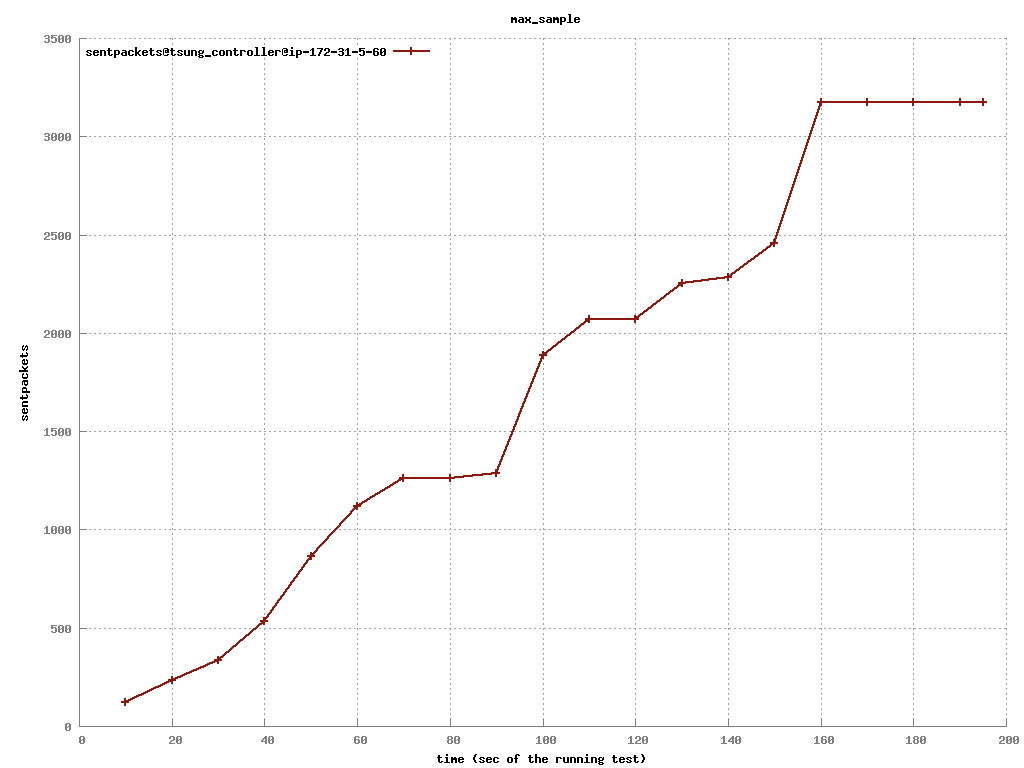 max_sample
sentpackets@tsung_controller@ip-172-31-5-60
3500
3000
2500
2000
1500
1000
500
0
sentpackets
0 20 40 60 80 100 120 140 160 180 200
time (sec of the running test)